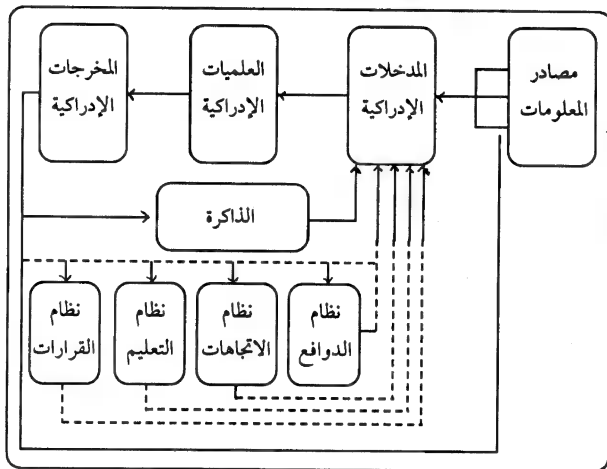 مصادر
المعلومات
المدخلات
الإدراكية
العلميات
الإدراكية
المخرجات
الإدراكية
الذاكرة
نظام
الدوافع
نظام
الاتجاهات
نظام
التعليم
نظام
القرارات